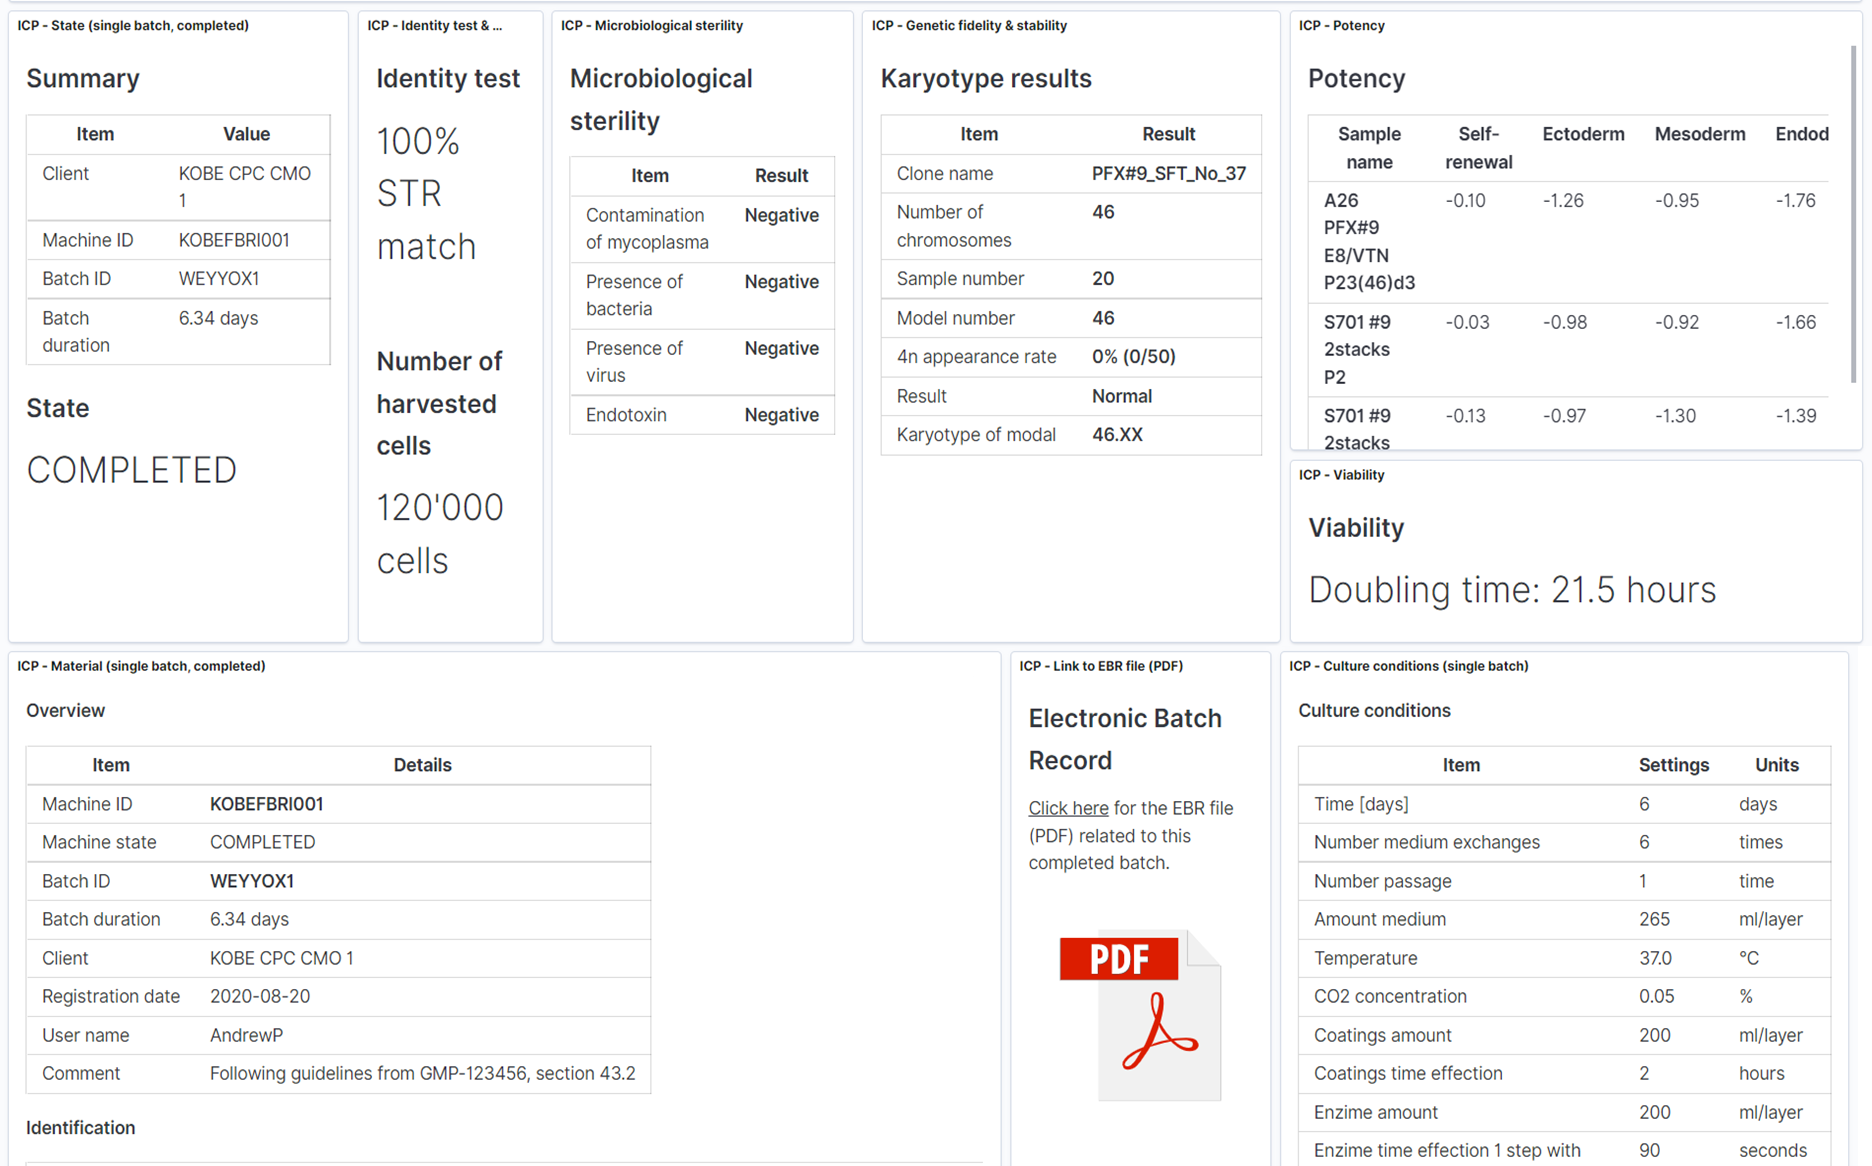 ICP - State (single batch, completed)
Summary
Item Value
Client KOBE CPC CMO
1
Machine ID KOBEFBRI001
Batch ID WEYYOX1
Batch 6.34 days
duration
State
COMPLETED
ICP - Identity test & ...
Identity test
100%
STR
match
Number of
harvested
cells
120'000
cells
ICP - Microbiological sterility
Microbiological
sterility
Item Result
Contamination Negative
of mycoplasma
Presence of Negative
bacteria
Presence of Negative
virus
Endotoxin Negative
ICP - Genetic fidelity & stability
Karyotype results
Item Result
Clone name PFX#9_SFT_No_37
Number of 46
chromosomes
Sample number 20
Model number 46
4n appearance rate 0% (0/50)
Result Normal
Karyotype of modal 46.XX
ICP - Potency
Potency
Sample Self- Ectoderm Mesoderm Endod
name renewal
A26 -0.10 -1.26 -0.95 -1.76
PFX#9
E8/VTN
P23(46)d3
S701 #9 -0.03 -0.98 -0.92 -1.66
2stacks
P2
S701 #9 -0.13 -0.97 -1.30 -1.39
2stacks
ICP - Viability
Viability
Doubling time: 21.5 hours
ICP - Material (single batch, completed)
Overview
Item Details
Machine ID KOBEFBRI001
Machine state COMPLETED
Batch ID WEYYOX1
Batch duration 6.34 days
Client KOBE CPC CMO 1
Registration date 2020-08-20
User name AndrewP
Comment Following guidelines from GMP-123456, section 43.2
Identification
ICP - Link to EBR file (PDF)
Electronic Batch
Record
Click here for the EBR file
(PDF) related to this
completed batch.
PDF
ICP - Culture conditions (single batch)
Culture conditions
Item Settings Units
Time [days] 6 days
Number medium exchanges 6 times
Number passage 1 time
Amount medium 265 ml/layer
Temperature 37.0 °C
CO2 concentration 0.05 %
Coatings amount 200 ml/layer
Coatings time effection 2 hours
Enzime amount 200 ml/layer
Enzime time effection 1 step with 90 seconds